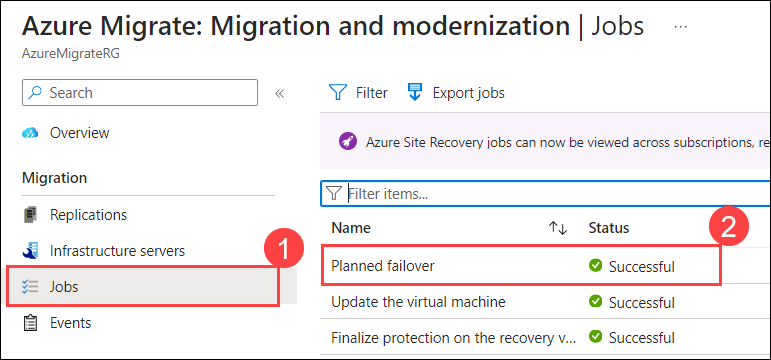 Azure Migrate: Migration and modernization | Jobs ...
AzureMigrateRG
Search
Overview
Migration
Replications
Infrastructure servers
Jobs
Events
1
Filter
Export jobs
Azure Site Recovery jobs can now be viewed across subscriptions, re
Filter items...
2
Name Status
Planned failover Successful
Update the virtual machine Successful
Finalize protection on the recovery v... Successful